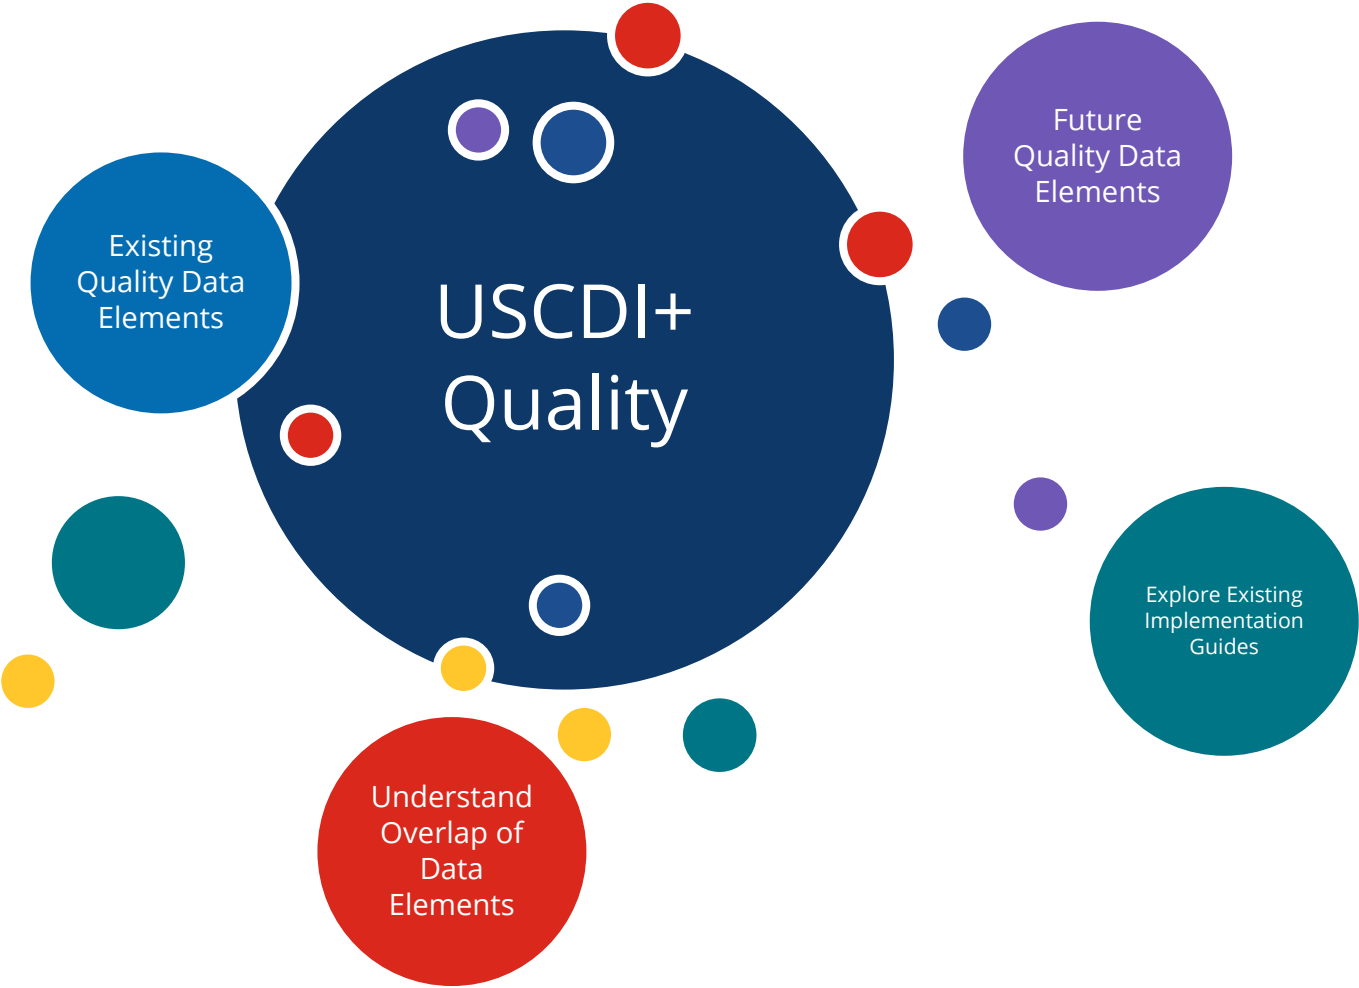 USCDI+
Quality
Existing
Quality Data
Elements
Future
Quality Data
Elements
Explore Existing
Implementation
Guides
Understand
Overlap of
Data
Elements